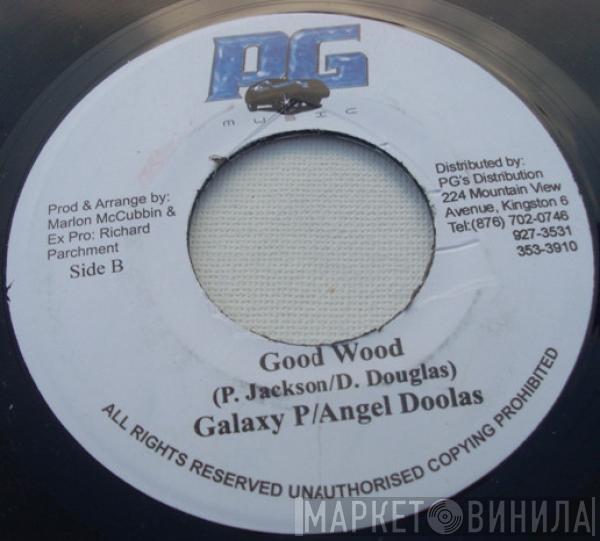 PG
Prod & Arrange by:
Marlon McCubbin &
Ex Pro: Richard
Parchment
Side B
Distributed by:
PG's Distribution
224 Mountain View
Avenue, Kingston 6
Tel:(876) 702-0746
927-3531
353-3910
Good Wood
(P. Jackson/D. Douglas)
Galaxy P/Angel Doolas
ALL RIGHTS RESERVED UNAUTHORISED COPYING PROHIBITED
МАРКЕТ ВИНИЛА